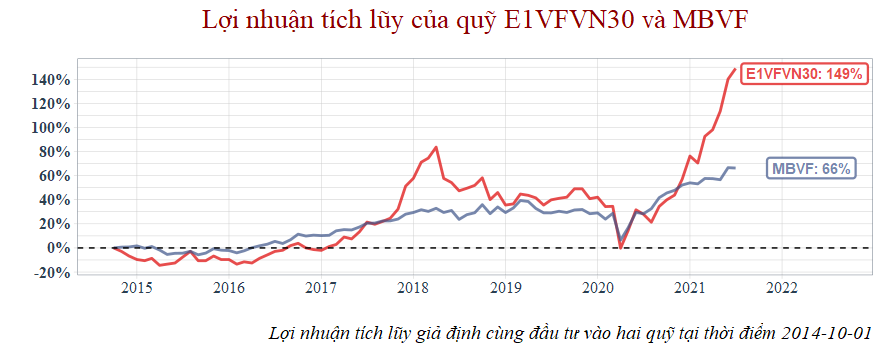 Lợi nhuận tích lũy của quỹ E1VFVN30 và MBVF
140%
120%
100%
80%
60%
40%
20%
0%
-20%
E1VFVN30: 149%
MBVF: 66%
2015 2016 2017 2018 2019 2020 2021 2022
Lợi nhuận tích lũy giả định cùng đầu tư vào hai quỹ tại thời điểm 2014-10-01